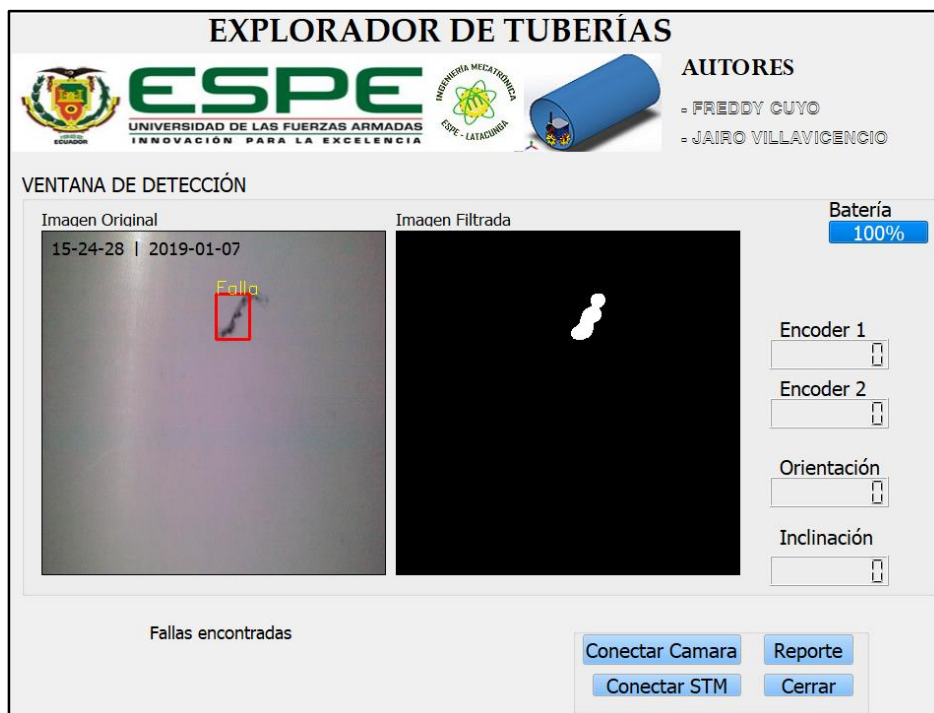 EXPLORADOR DE TUBERÍAS
ECUADOR
ESPE
UNIVERSIDAD DE LAS FUERZAS ARMADAS
INNOVACIÓN PARA LA EXCELENCIA
INGENIERÍA MECATRÓNICA
ESPE - LATACUNGA
AUTORES
- FREDDY CUYO
- JAIRO VILLAVICENCIO
VENTANA DE DETECCIÓN
Imagen Original
Imagen Filtrada
Batería
100%
15-24-28 | 2019-01-07
Falla
Encoder 1
0
Encoder 2
0
Orientación
0
Inclinación
0
Fallas encontradas
Conectar Camara
Reporte
Conectar STM
Cerrar